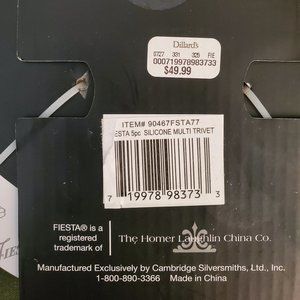 Dillard's
0727 331 325 FIE
000719978983733
$49.99
ITEM# 90467FSTA77
ESTA 5pc SILICONE MULTI TRIVET
7 19978 98373 3
FIESTA® is a
registered
trademark of
The Homer Laughlin China Co.
Manufactured Exclusively by Cambridge Silversmiths, Ltd., Inc.
1-800-890-3366 Made in China